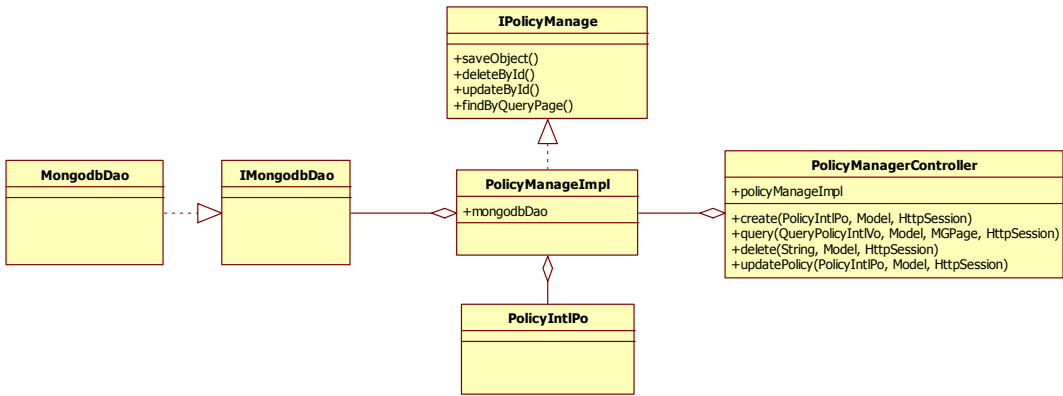 IPolicyManage
+saveObject()
+deleteById()
+updateById()
+findByQueryPage()
MongodbDao
IMongodbDao
PolicyManageImpl
+mongodbDao
PolicyManagerController
+policyManageImpl
+create(PolicyIntlPo, Model, HttpSession)
+query(QueryPolicyIntlVo, Model, MGPage, HttpSession)
+delete(String, Model, HttpSession)
+updatePolicy(PolicyIntlPo, Model, HttpSession)
PolicyIntlPo